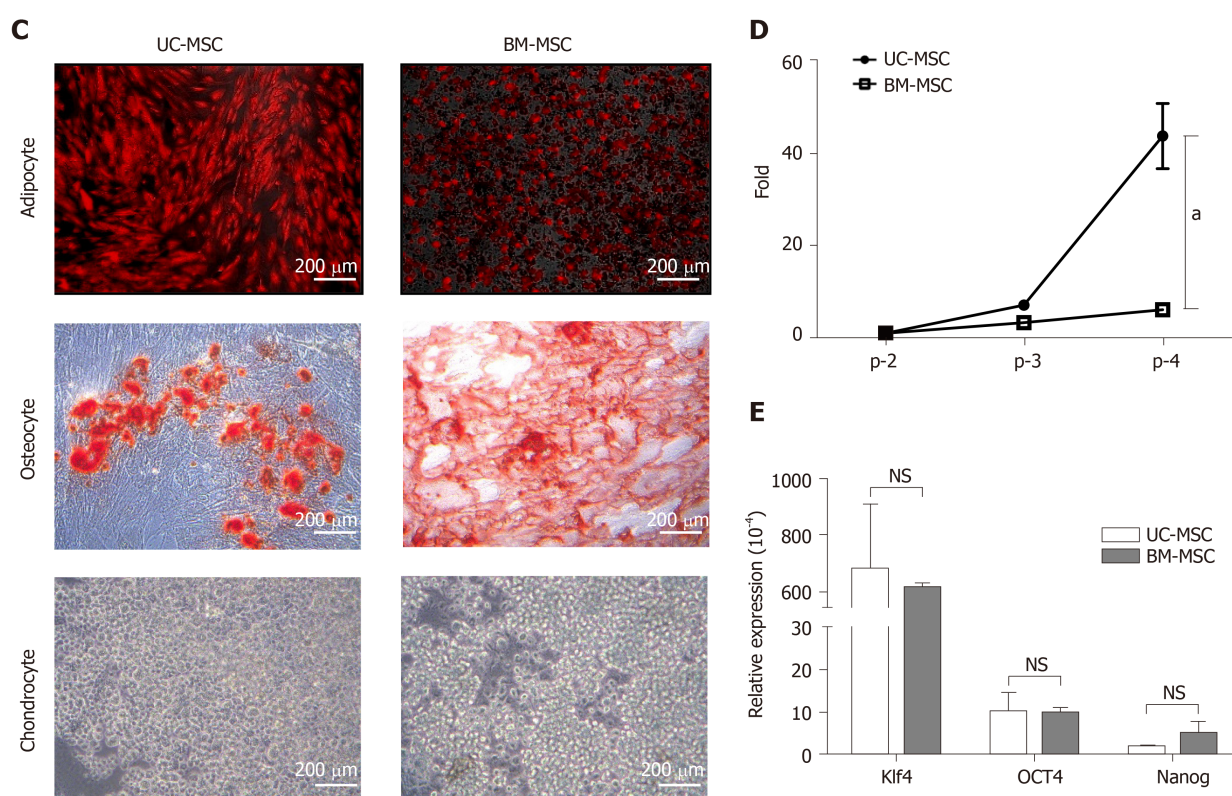 C
UC-MSC
BM-MSC
Adipocyte
200 μm
200 μm
Osteocyte
200 μm
200 μm
Chondrocyte
200 μm
200 μm
D
UC-MSC
BM-MSC
Fold
60
40
20
0
a
p-2
p-3
p-4
E
Relative expression (10⁻⁴)
1000
800
600
30
20
10
0
NS
NS
NS
UC-MSC
BM-MSC
Klf4
OCT4
Nanog